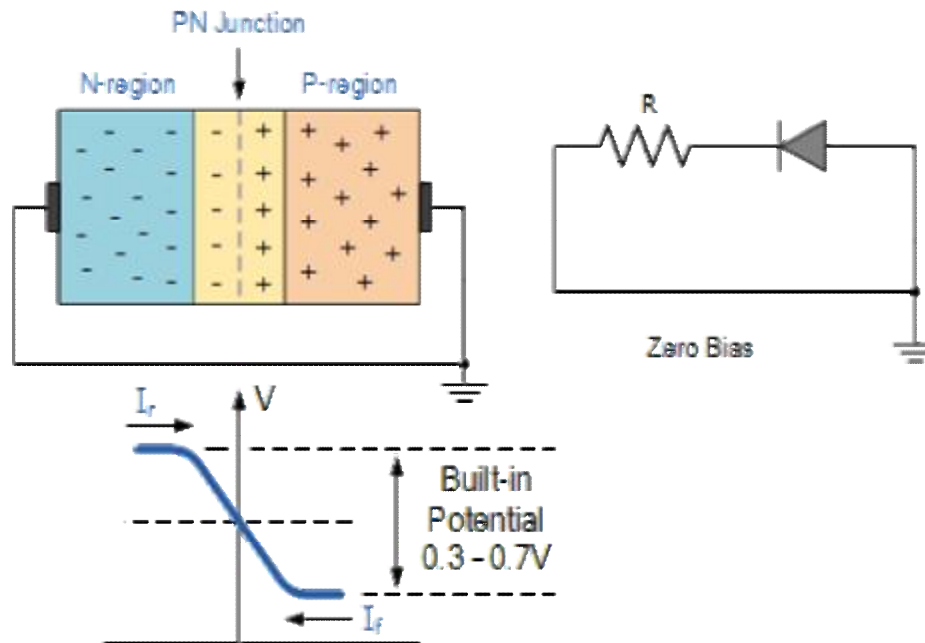 PN Junction
N-region
P-region
R
Zero Bias
V
Ir
Built-in
Potential
0.3 - 0.7V
If